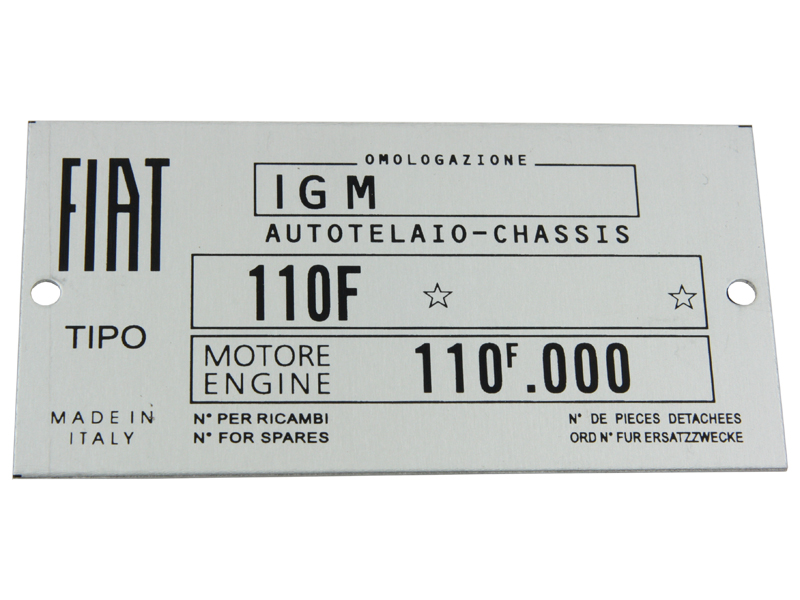 FIAT
OMOLOGAZIONE
IGM
AUTOTELAIO-CHASSIS
110F ☆ ☆
TIPO
MOTORE
ENGINE
110F.000
MADE IN
ITALY
N° PER RICAMBI
N° FOR SPARES
N° DE PIECES DETACHEES
ORD N° FUR ERSATZZWECKE